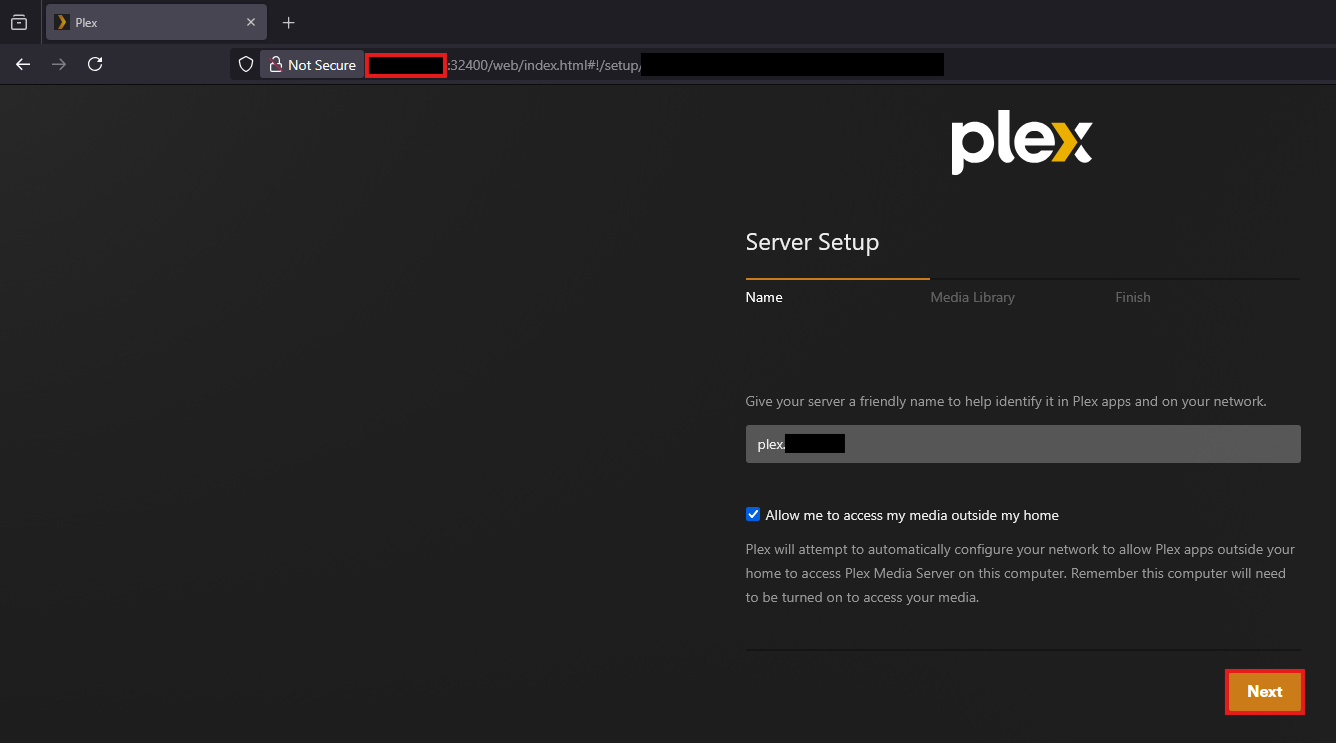 Plex
Not Secure :32400/web/index.html#!/setup/
plex
Server Setup
Name Media Library Finish
Give your server a friendly name to help identify it in Plex apps and on your network.
plex.
Allow me to access my media outside my home
Plex will attempt to automatically configure your network to allow Plex apps outside your
home to access Plex Media Server on this computer. Remember this computer will need
to be turned on to access your media.
Next